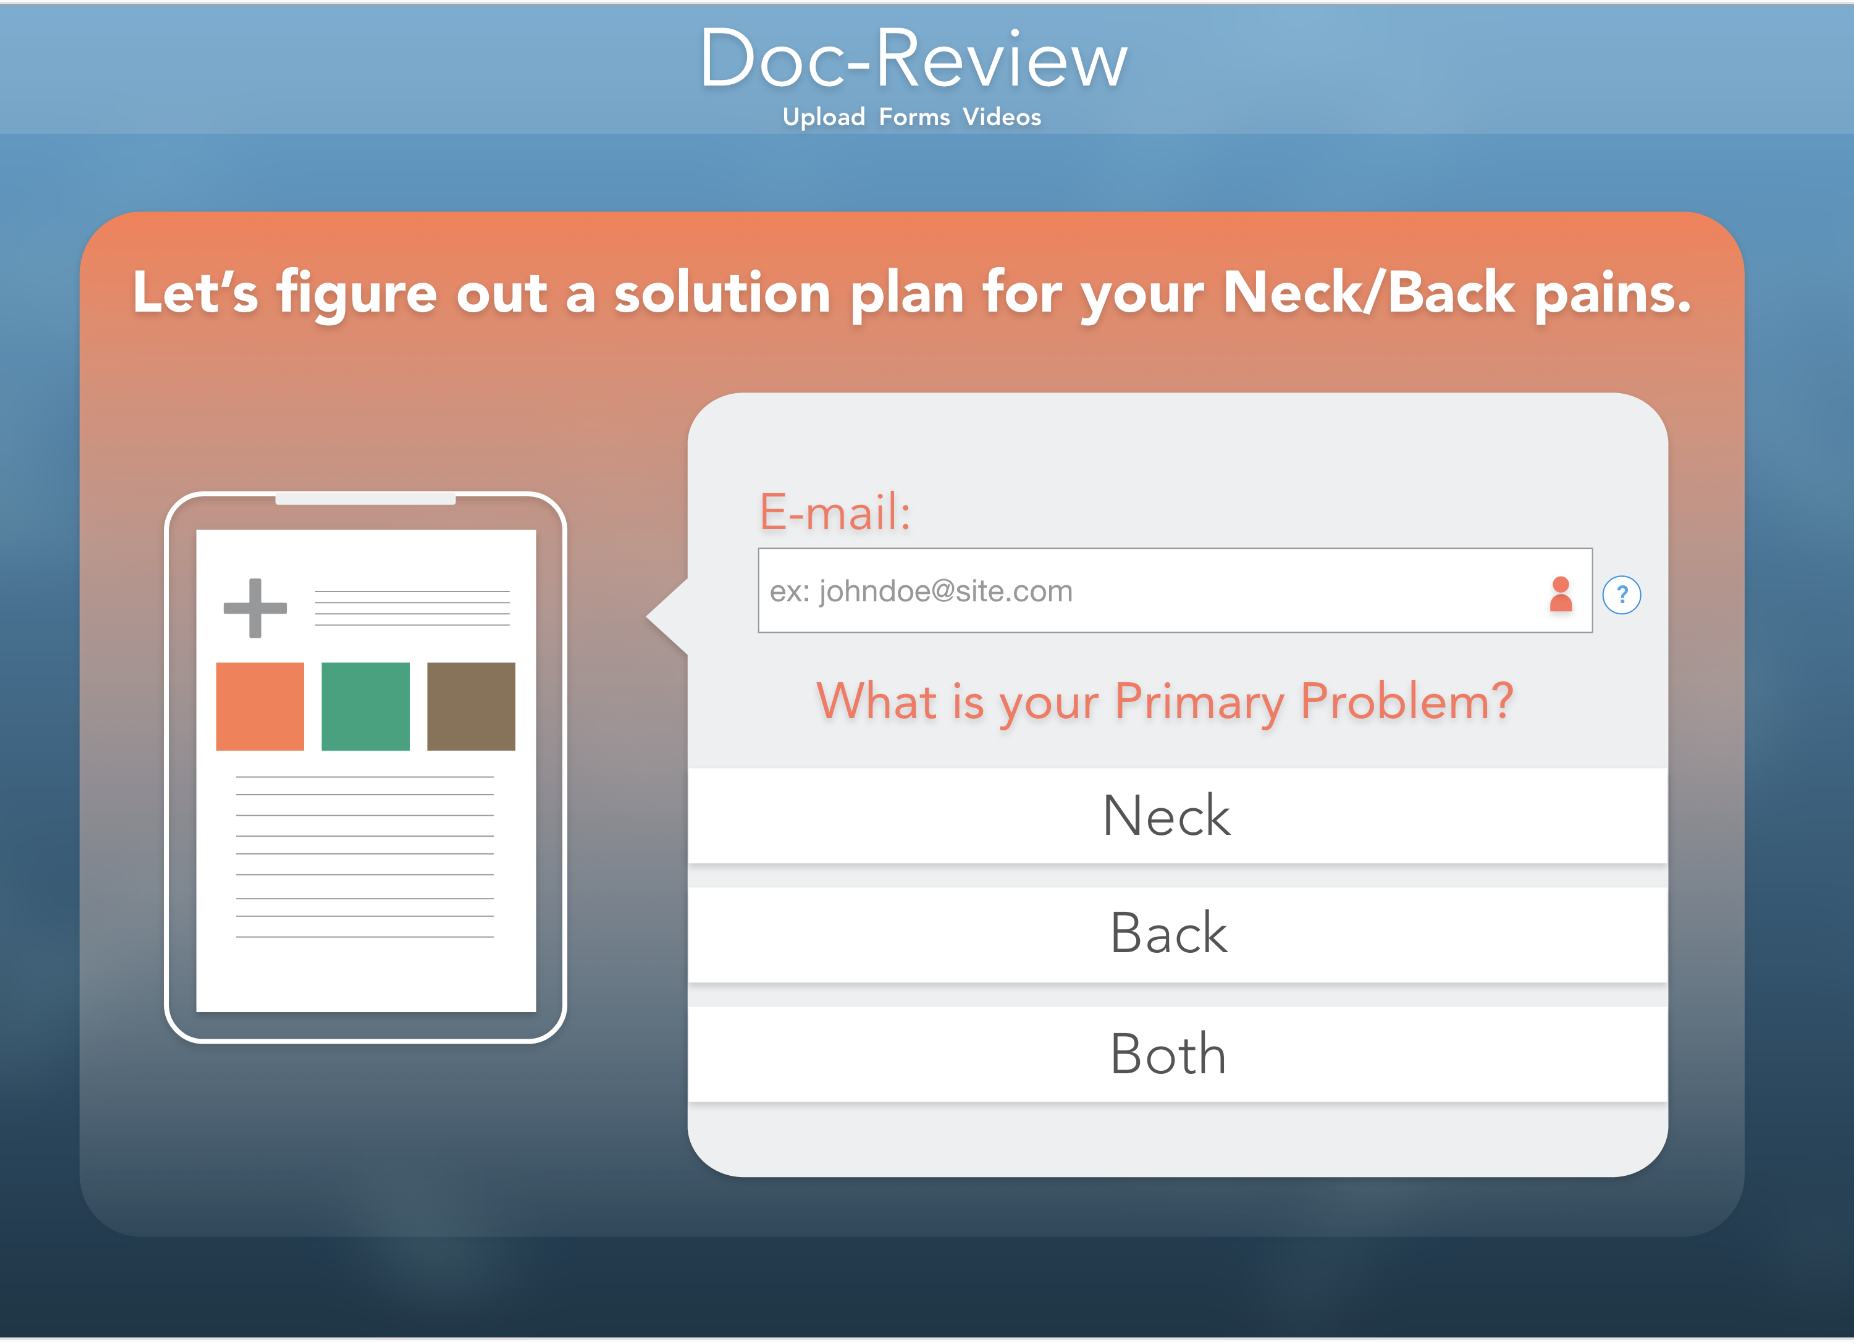 Doc-Review
Upload Forms Videos
Let’s figure out a solution plan for your Neck/Back pains.
E-mail:
ex: johndoe@site.com
?
What is your Primary Problem?
Neck
Back
Both